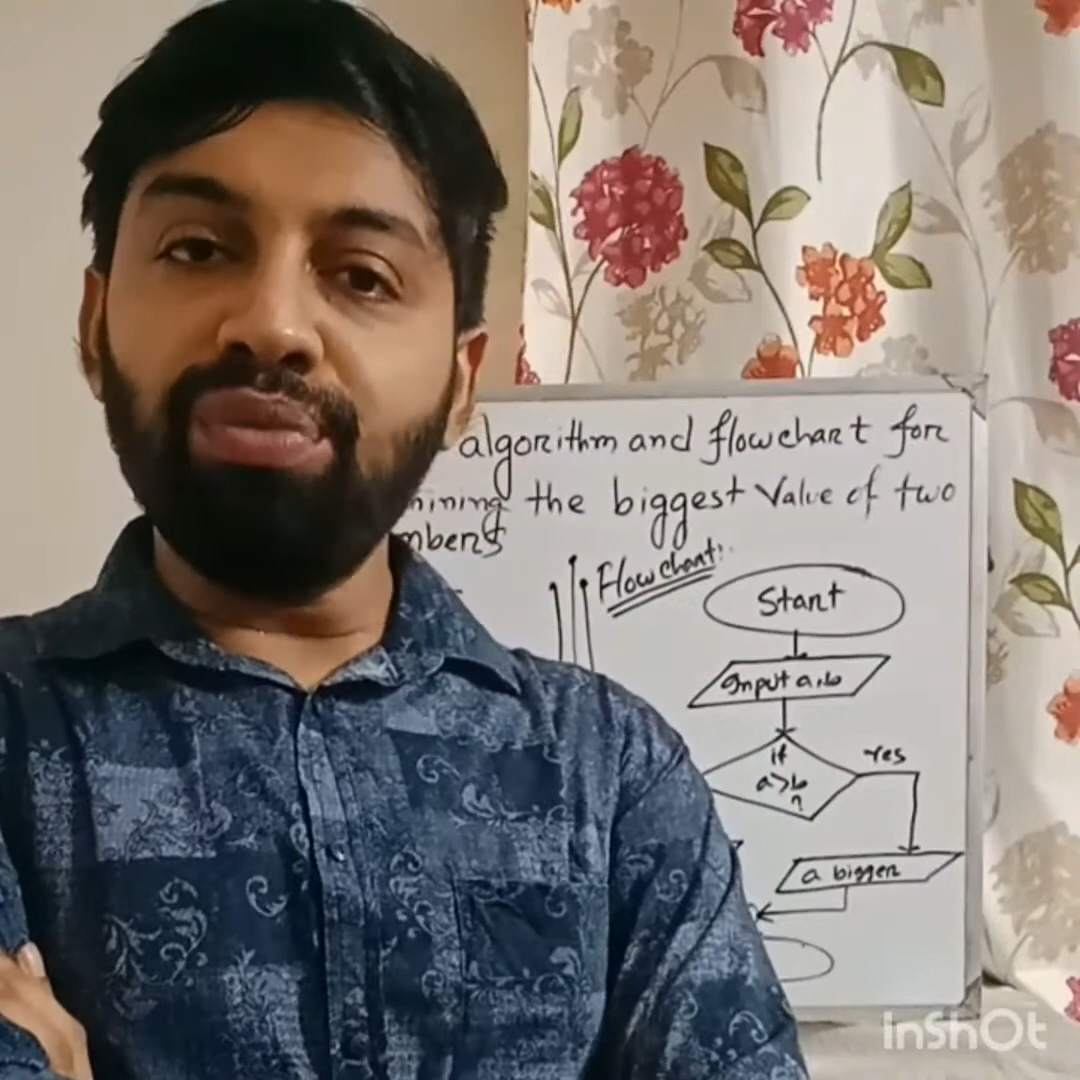 algorithm and flowchart for
the biggest Value of two
Flowchart:
Start
Input a,b
if
Yes
a>b
?
a bigger
InShOt